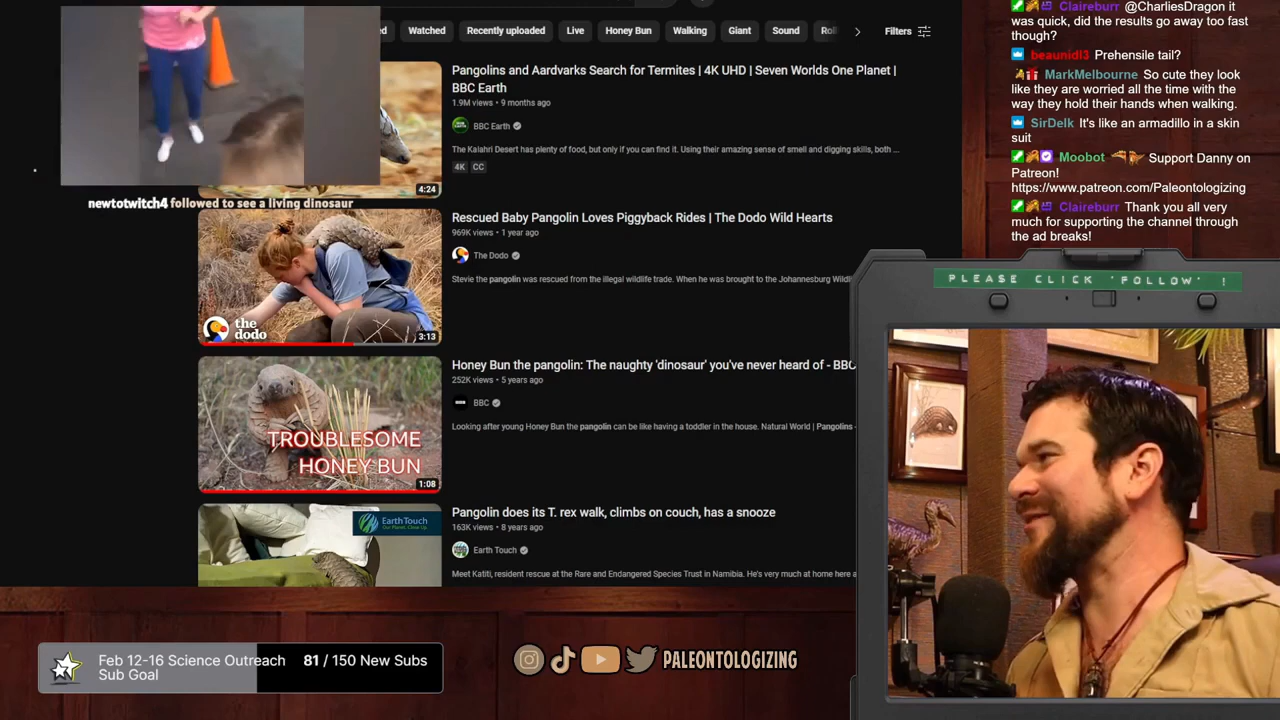 Watched
Recently uploaded
Live
Honey Bun
Walking
Giant
Sound
Filters
Pangolins and Aardvarks Search for Termites | 4K UHD | Seven Worlds One Planet |
BBC Earth
1.9M views • 9 months ago
BBC Earth
The Kalahri Desert has plenty of food, but only if you can find it. Using their amazing sense of smell and digging skills, both ...
4K CC
4:24
newtotwitch4 followed to see a living dinosaur
Rescued Baby Pangolin Loves Piggyback Rides | The Dodo Wild Hearts
969K views • 1 year ago
The Dodo
Stevie the pangolin was rescued from the illegal wildlife trade. When he was brought to the Johannesburg
the
dodo
3:13
Honey Bun the pangolin: The naughty 'dinosaur' you've never heard of - BBC
252K views • 5 years ago
BBC
Looking after young Honey Bun the pangolin can be like having a toddler in the house. Natural World | Pangolins -
TROUBLESOME
HONEY BUN
1:08
Pangolin does its T. rex walk, climbs on couch, has a snooze
163K views • 8 years ago
Earth Touch
Meet Katiti, resident rescue at the Rare and Endangered Species Trust in Namibia. He's very much at home here a
EarthTouch
Claireburr @CharliesDragon it
was quick, did the results go away too fast
though?
beaunidl3 Prehensile tail?
MarkMelbourne So cute they look
like they are worried all the time with the
way they hold their hands when walking.
SirDelk It's like an armadillo in a skin
suit
Moobot Support Danny on
Patreon!
https://www.patreon.com/Paleontologizing
Claireburr Thank you all very
much for supporting the channel through
the ad breaks!
PLEASE CLICK 'FOLLOW' !
Feb 12-16 Science Outreach
Sub Goal
81 / 150 New Subs
PALEONTOLOGIZING